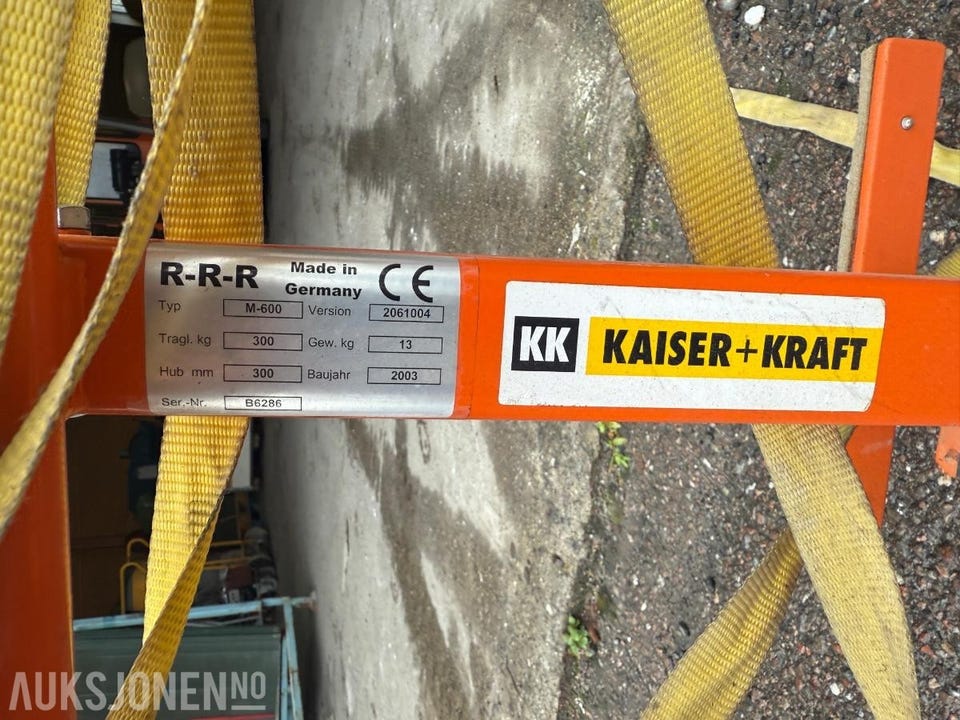 R-R-R Made in Germany CE
Typ M-600 Version 2061004
Tragl. kg 300 Gew. kg 13
Hub mm 300 Baujahr 2003
Ser.-Nr. B6286
KK KAISER+KRAFT
AUKSJONEN NO